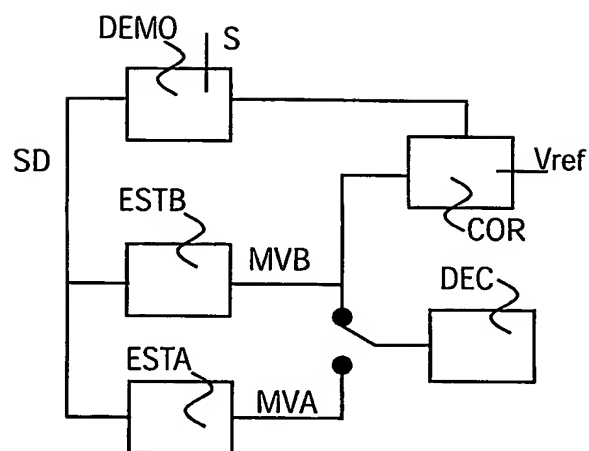 DEMO
S
SD
Vref
ESTB
COR
MVB
DEC
ESTA
MVA